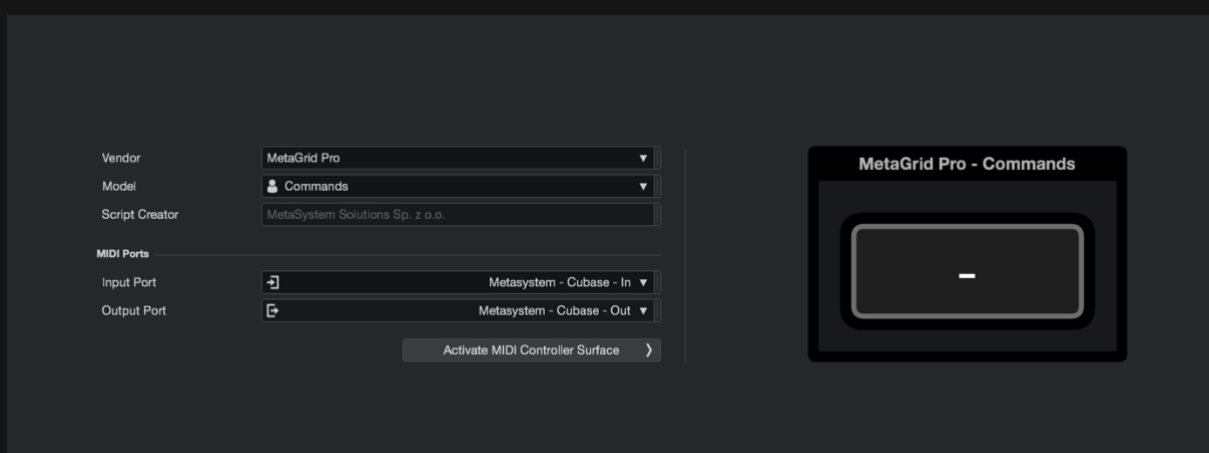 Vendor MetaGrid Pro
Model Commands
Script Creator MetaSystem Solutions Sp. z o.o.
MIDI Ports
Input Port Metasystem - Cubase - In
Output Port Metasystem - Cubase - Out
Activate MIDI Controller Surface
MetaGrid Pro - Commands
-